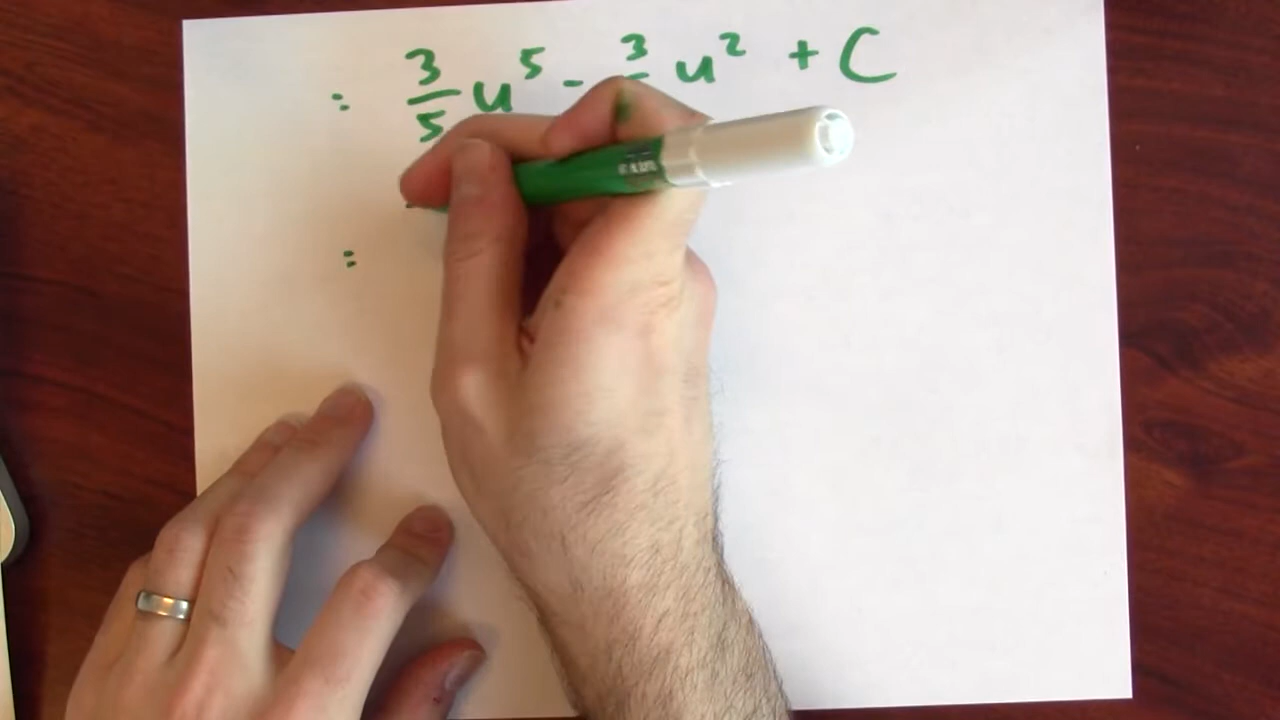 = 3/5 u^5 - 3 u^2 + C
=